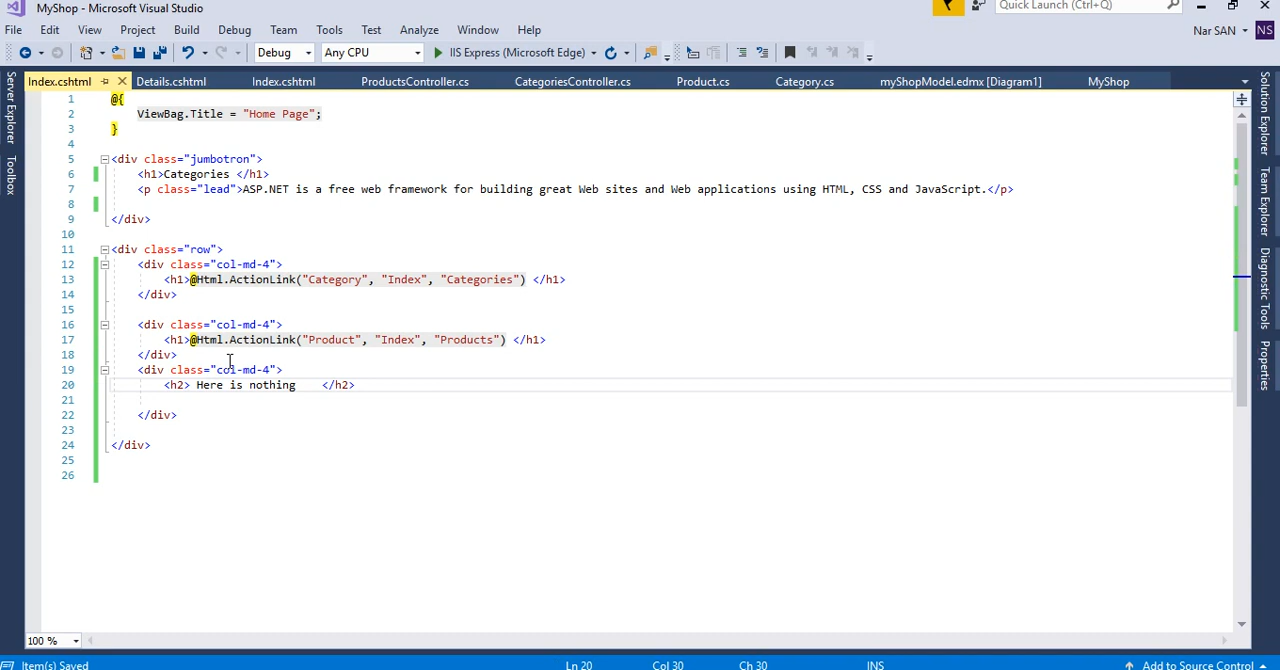 MyShop - Microsoft Visual Studio
Quick Launch (Ctrl+Q)
File Edit View Project Build Debug Team Tools Test Analyze Window Help
Nar SAN NS
Debug Any CPU IIS Express (Microsoft Edge)
Index.cshtml Details.cshtml Index.cshtml ProductsController.cs CategoriesController.cs Product.cs Category.cs myShopModel.edmx [Diagram1] MyShop
Server Explorer
Toolbox
1 @{
2 ViewBag.Title = "Home Page";
3 }
4
5 <div class="jumbotron">
6 <h1>Categories </h1>
7 <p class="lead">ASP.NET is a free web framework for building great Web sites and Web applications using HTML, CSS and JavaScript.</p>
8
9 </div>
10
11 <div class="row">
12 <div class="col-md-4">
13 <h1>@Html.ActionLink("Category", "Index", "Categories") </h1>
14 </div>
15
16 <div class="col-md-4">
17 <h1>@Html.ActionLink("Product", "Index", "Products") </h1>
18 </div>
19 <div class="col-md-4">
20 <h2> Here is nothing </h2>
21
22 </div>
23
24 </div>
25
26
Solution Explorer
Team Explorer
Diagnostic Tools
Properties
100 %
Item(s) Saved Ln 20 Col 30 Ch 30 INS Add to Source Control